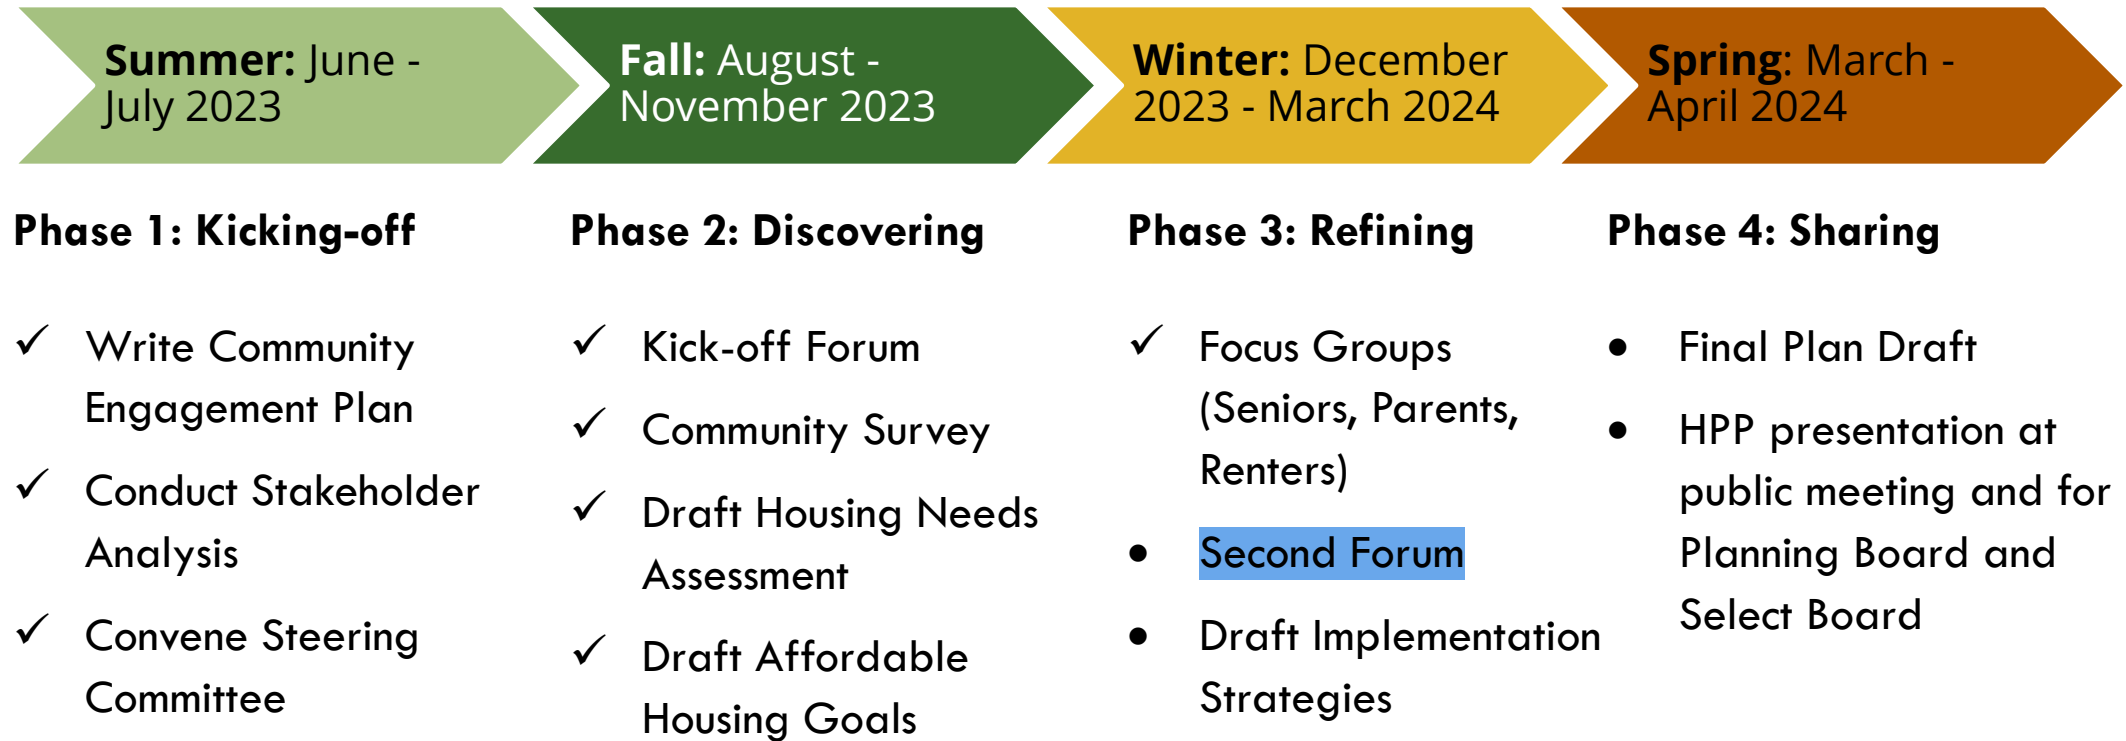 Summer: June -
July 2023
Fall: August -
November 2023
Winter: December
2023 - March 2024
Spring: March -
April 2024
Phase 1: Kicking-off
✓ Write Community
Engagement Plan
✓ Conduct Stakeholder
Analysis
✓ Convene Steering
Committee
Phase 2: Discovering
✓ Kick-off Forum
✓ Community Survey
✓ Draft Housing Needs
Assessment
✓ Draft Affordable
Housing Goals
Phase 3: Refining
✓ Focus Groups
(Seniors, Parents,
Renters)
• Second Forum
• Draft Implementation
Strategies
Phase 4: Sharing
• Final Plan Draft
• HPP presentation at
public meeting and for
Planning Board and
Select Board